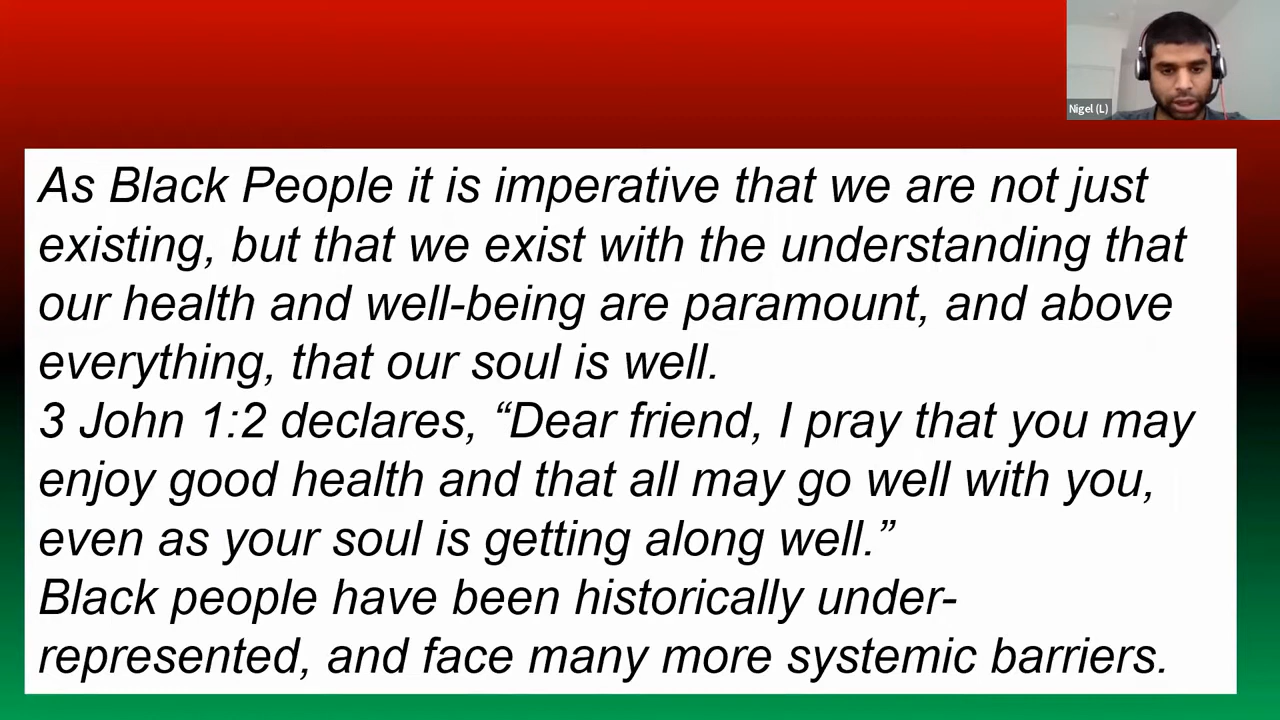 Nigel (L)
As Black People it is imperative that we are not just
existing, but that we exist with the understanding that
our health and well-being are paramount, and above
everything, that our soul is well.
3 John 1:2 declares, “Dear friend, I pray that you may
enjoy good health and that all may go well with you,
even as your soul is getting along well.”
Black people have been historically under-
represented, and face many more systemic barriers.